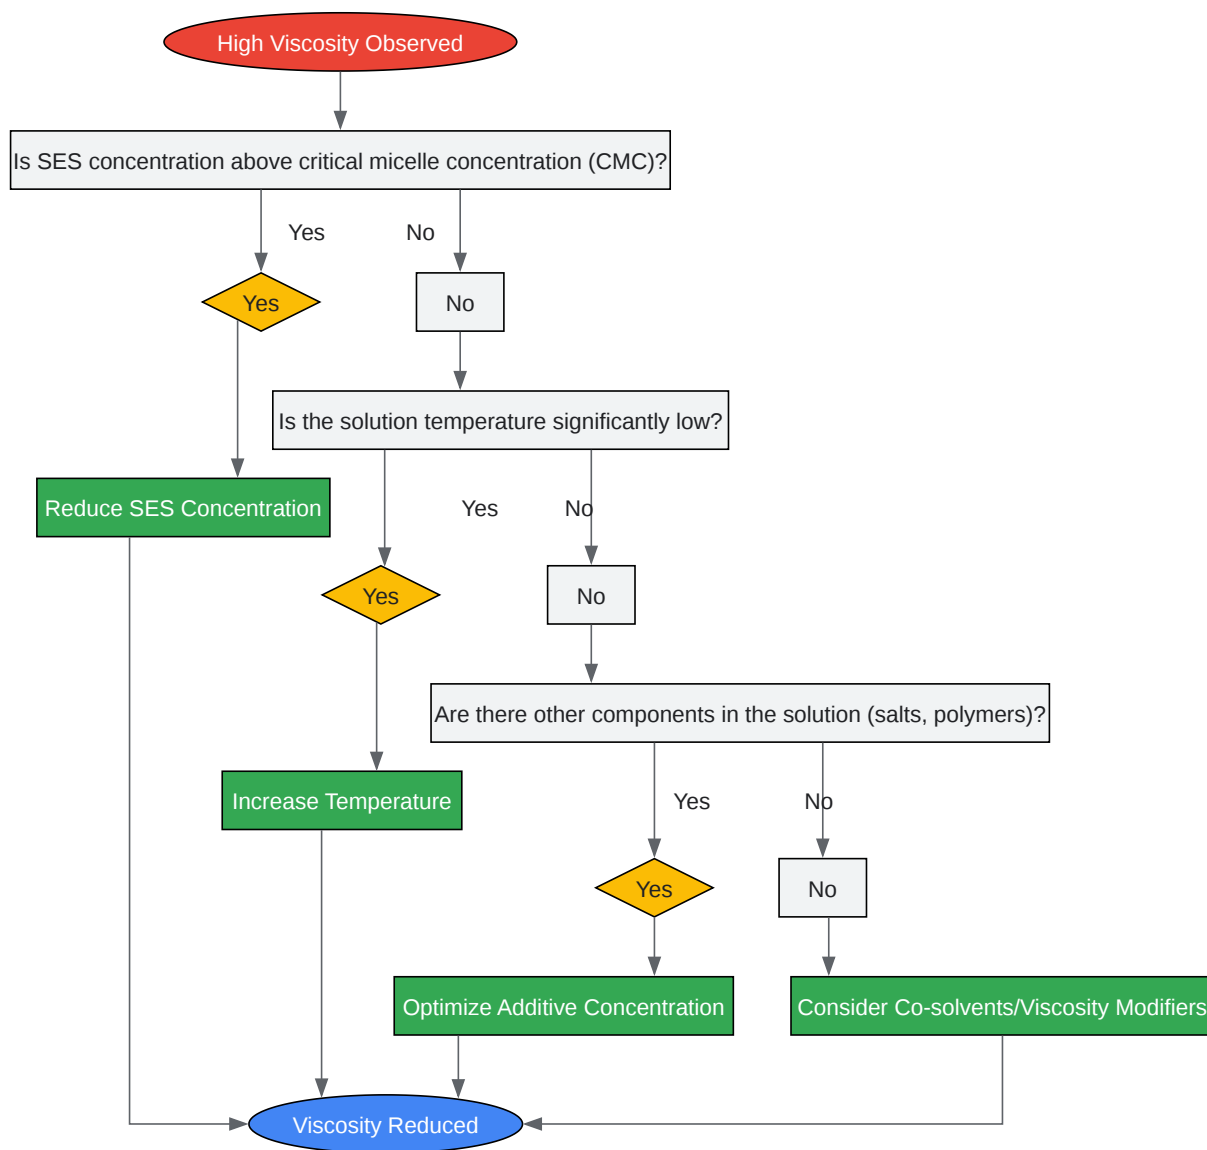 High Viscosity Observed
Is SES concentration above critical micelle concentration (CMC)?
Yes
No
Yes
No
Is the solution temperature significantly low?
Reduce SES Concentration
Yes
No
Yes
No
Are there other components in the solution (salts, polymers)?
Increase Temperature
Yes
No
Yes
No
Optimize Additive Concentration
Consider Co-solvents/Viscosity Modifiers
Viscosity Reduced